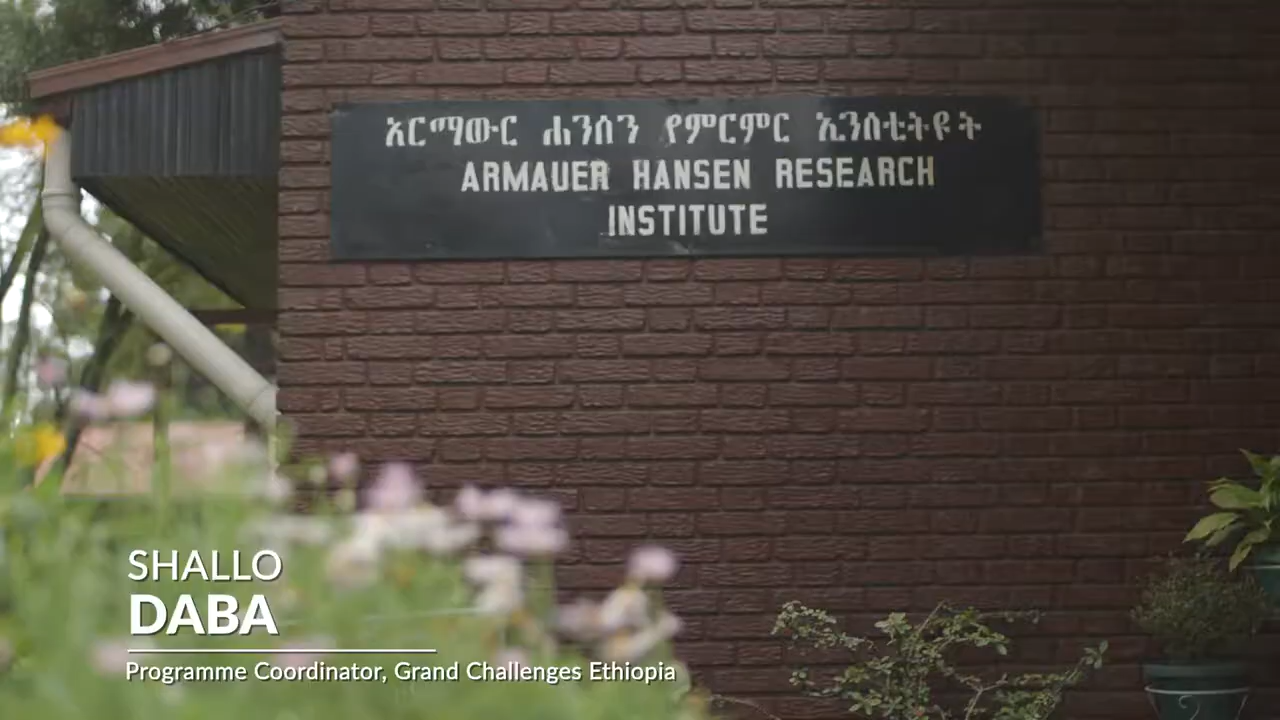 አርማውር ሐንሰን የምርምር ኢንስቲትዩት
ARMAUER HANSEN RESEARCH
INSTITUTE
SHALLO
DABA
Programme Coordinator, Grand Challenges Ethiopia